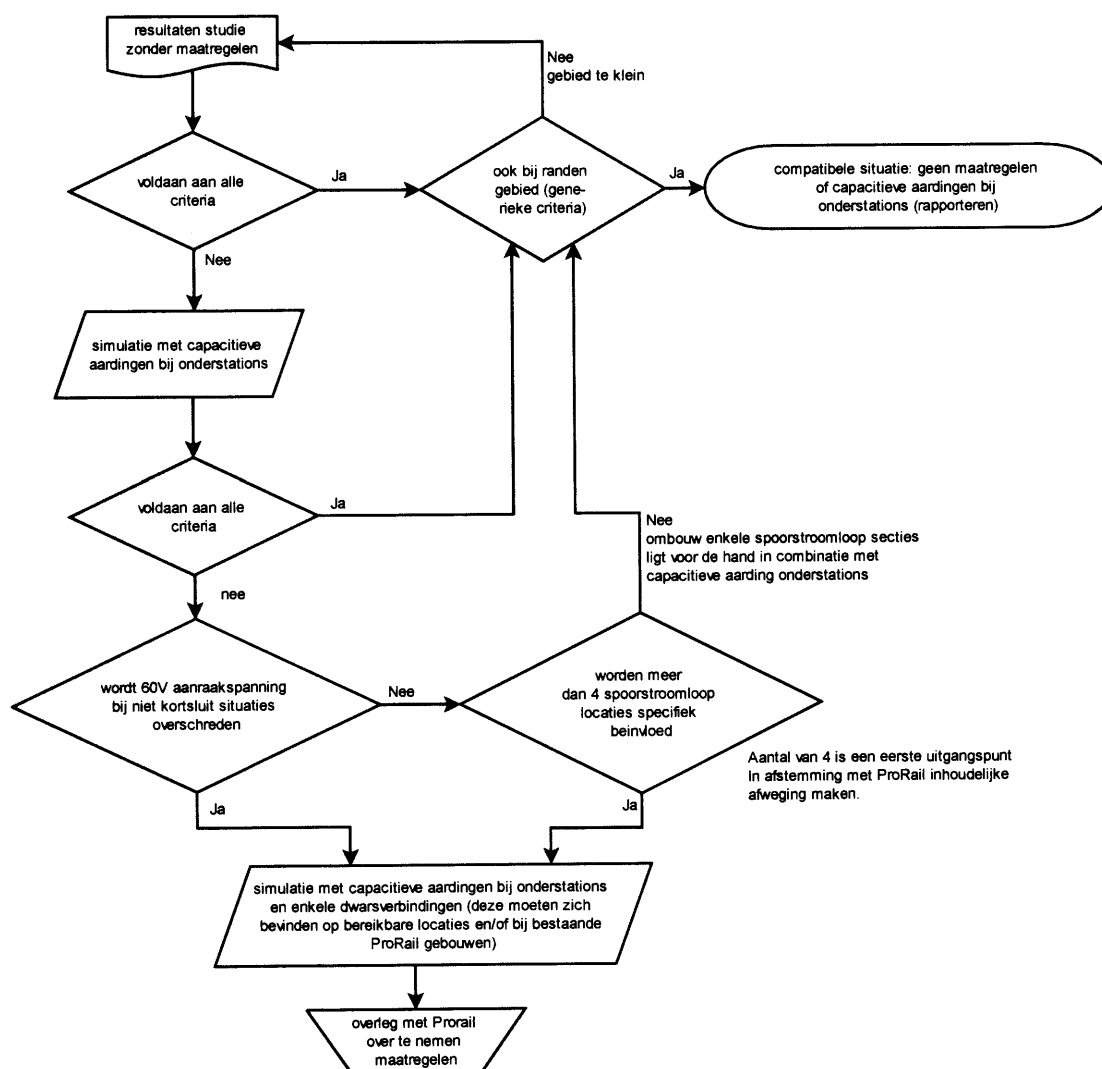 resultaten studie
zonder maatregelen
Nee
gebied te klein
voldaan aan alle
criteria
Ja
ook bij randen
gebied (gene-
rieke criteria)
Ja
compatibele situatie: geen maatregelen
of capacitieve aardingen bij
onderstations (rapporteren)
Nee
simulatie met capacitieve
aardingen bij onderstations
voldaan aan alle
criteria
Ja
Nee
ombouw enkele spoorstroomloop secties
ligt voor de hand in combinatie met
capacitieve aarding onderstations
nee
wordt 60V aanraakspanning
bij niet kortsluit situaties
overschreden
Nee
worden meer
dan 4 spoorstroomloop
locaties specifiek
beinvloed
Aantal van 4 is een eerste uitgangspunt
In afstemming met ProRail inhoudelijke
afweging maken.
Ja
Ja
simulatie met capacitieve aardingen bij onderstations
en enkele dwarsverbindingen (deze moeten zich
bevinden op bereikbare locaties en/of bij bestaande
ProRail gebouwen)
overleg met Prorail
over te nemen
maatregelen